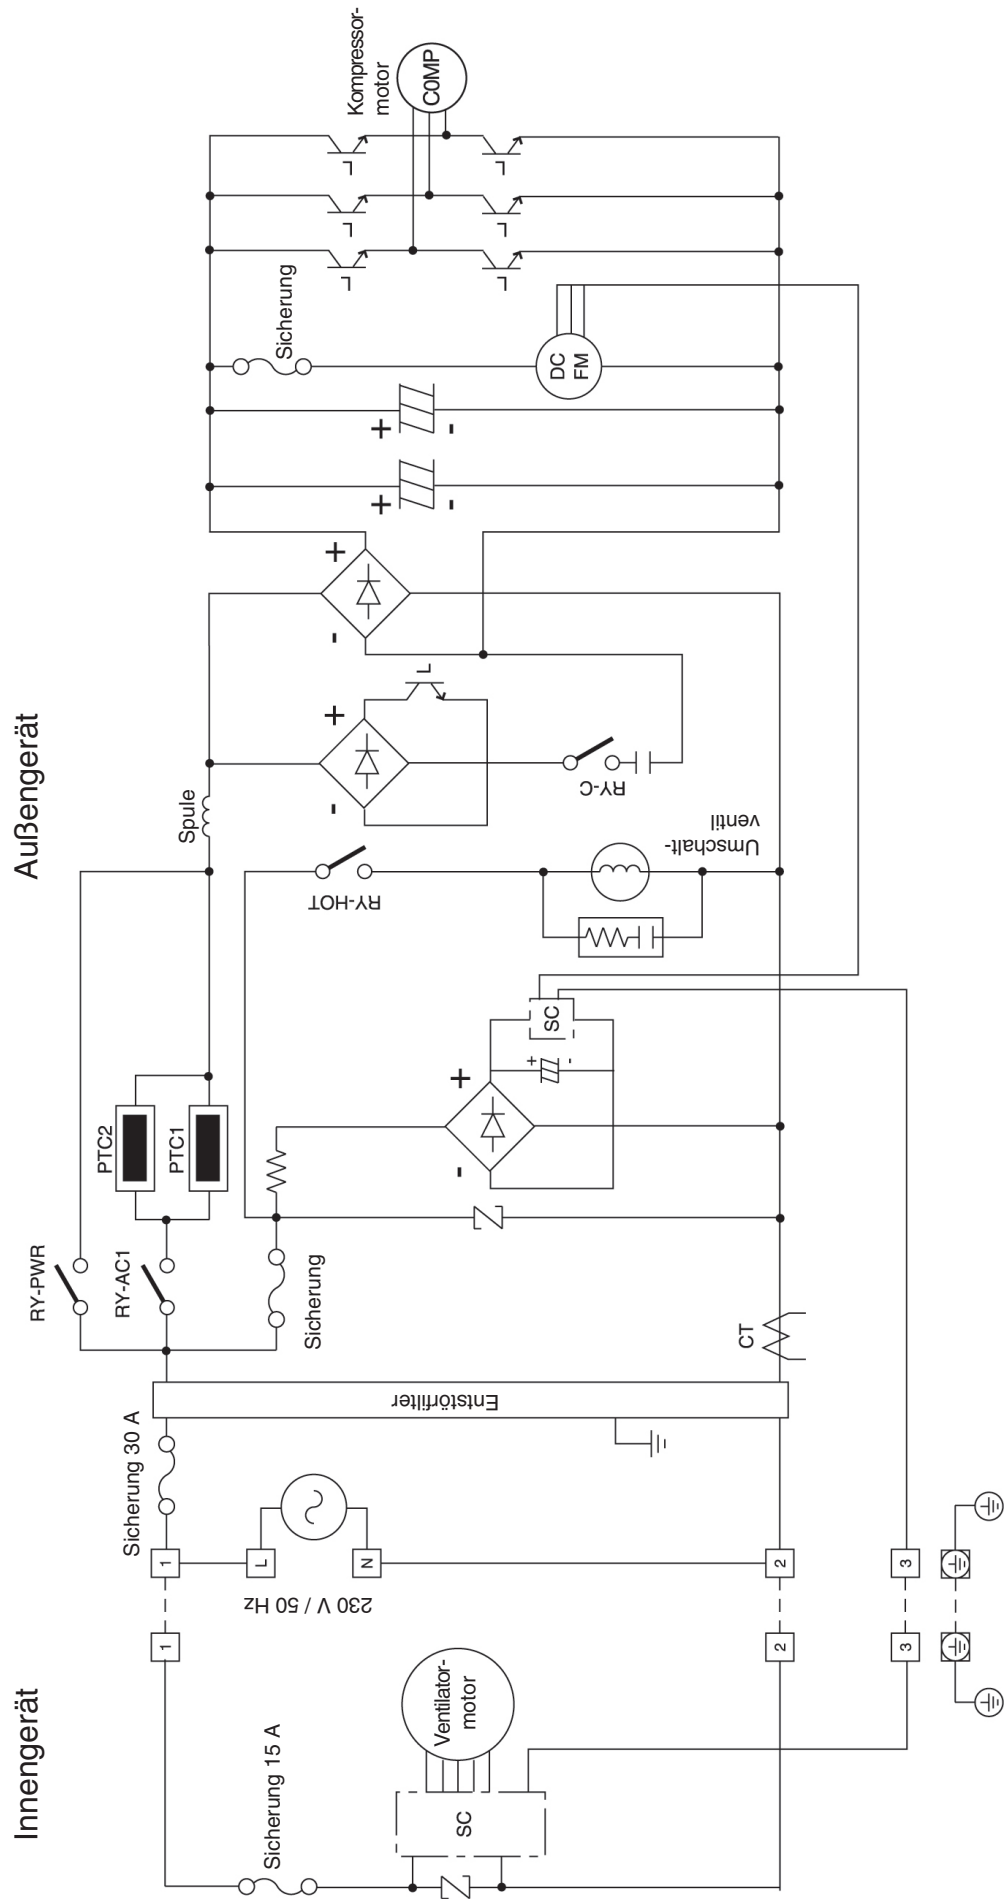 Innengerät
Außengerät
Sicherung 15 A
SC
Ventilator-
motor
1
1
2
2
3
3
230 V / 50 Hz
L
N
Sicherung 30 A
Entstörfilter
CT
RY-PWR
RY-AC1
Sicherung
PTC2
PTC1
-
+
+
-
SC
RY-HOT
Umschalt-
ventil
Spule
-
+
L
RY-C
-
+
+
-
+
-
Sicherung
DC
FM
L
L
L
L
L
L
Kompressor-
motor
C0MP